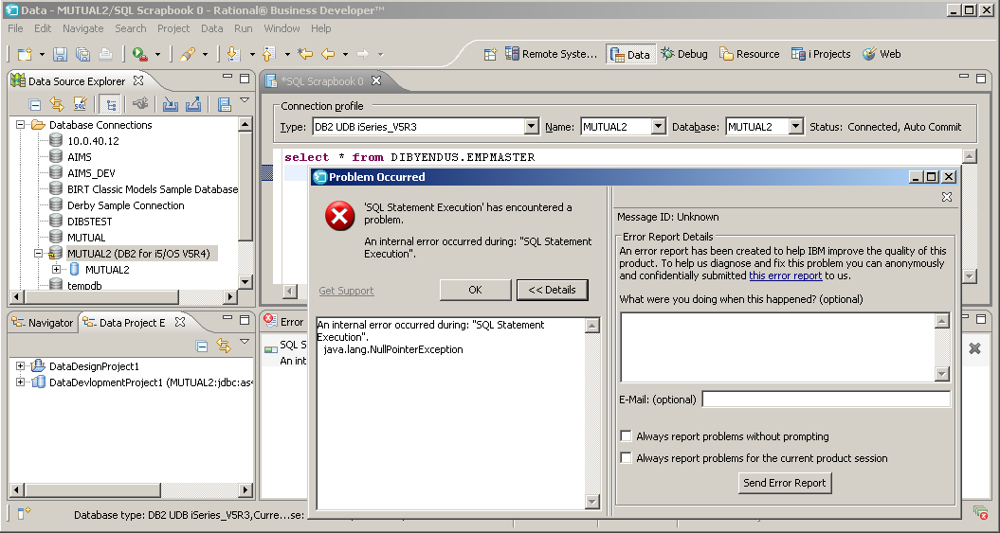 Data - MUTUAL2/SQL Scrapbook 0 - Rational® Business Developer™
File Edit Navigate Search Project Data Run Window Help
Remote Syste... Data Debug Resource i Projects Web
Data Source Explorer
Database Connections
10.0.40.12
AIMS
AIMS_DEV
BIRT Classic Models Sample Database
Derby Sample Connection
DIBSTEST
MUTUAL
MUTUAL2 (DB2 for i5/OS V5R4)
MUTUAL2
tempdb
*SQL Scrapbook 0
Connection profile
Type: DB2 UDB iSeries_V5R3 Name: MUTUAL2 Database: MUTUAL2 Status: Connected, Auto Commit
select * from DIBYENDUS.EMPMASTER
Navigator Data Project E
DataDesignProject1
DataDevlopmentProject1 (MUTUAL2:jdbc:as4
Error
SQL S
An int
Problem Occurred
'SQL Statement Execution' has encountered a
problem.
An internal error occurred during: "SQL Statement
Execution".
Get Support OK << Details
An internal error occurred during: "SQL Statement
Execution".
java.lang.NullPointerException
Message ID: Unknown
Error Report Details
An error report has been created to help IBM improve the quality of this
product. To help us diagnose and fix this problem you can anonymously
and confidentially submitted this error report to us.
What were you doing when this happened? (optional)
E-Mail: (optional)
Always report problems without prompting
Always report problems for the current product session
Send Error Report
Database type: DB2 UDB iSeries_V5R3,Curre...se: